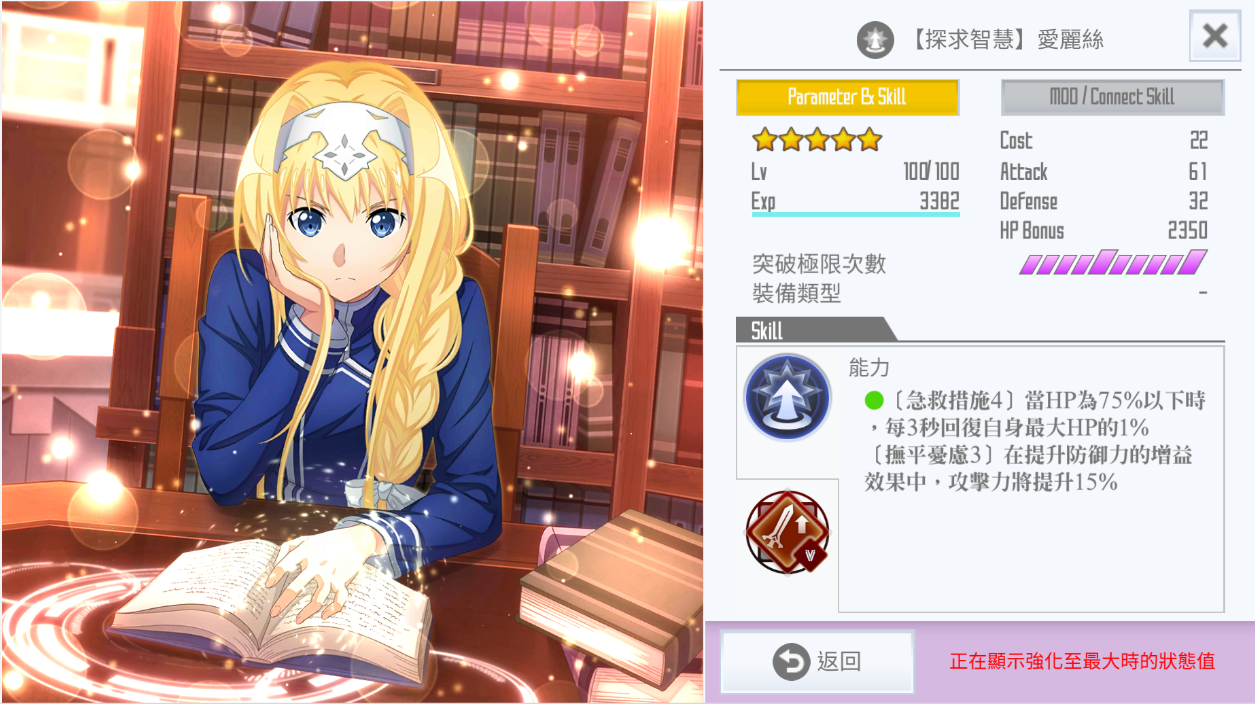 【探求智慧】愛麗絲
Parameter & Skill
MOD / Connect Skill
Lv 100/100
Exp 3382
突破極限次數
裝備類型
Cost 22
Attack 61
Defense 32
HP Bonus 2350
-
Skill
能力
〔急救措施4〕當HP為75%以下時
，每3秒回復自身最大HP的1%
〔撫平憂慮3〕在提升防御力的增益
效果中，攻擊力將提升15%
V
返回
正在顯示強化至最大時的狀態值